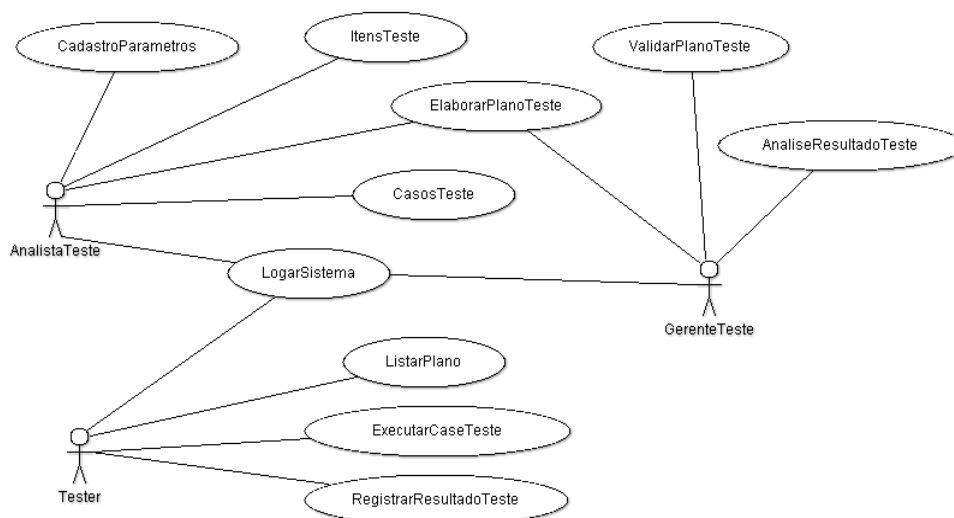 ItensTeste
CadastroParametros
ValidarPlanoTeste
ElaborarPlanoTeste
AnaliseResultadoTeste
CasosTeste
AnalistaTeste
LogarSistema
GerenteTeste
ListarPlano
ExecutarCaseTeste
Tester
RegistrarResultadoTeste